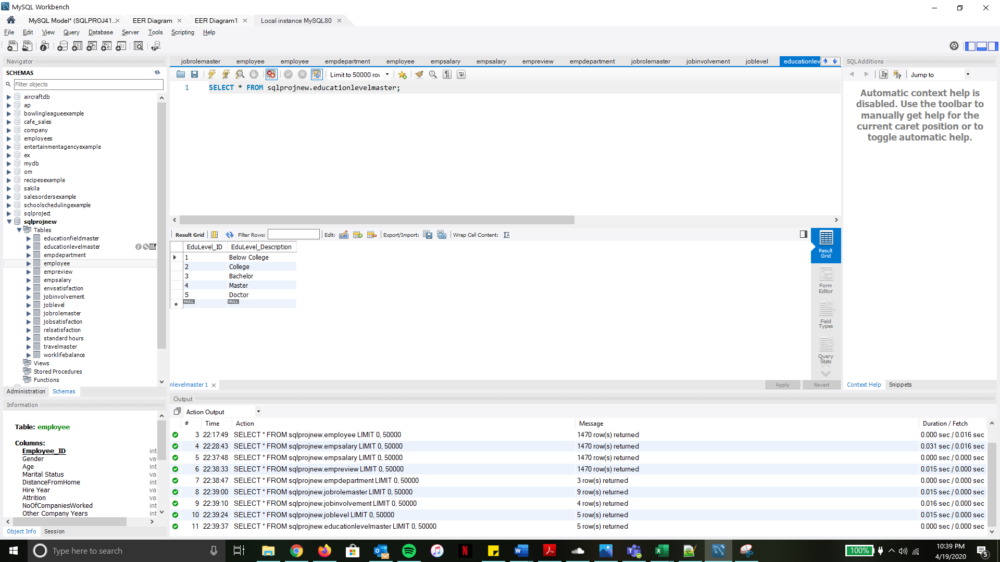 MySQL Workbench
MySQL Model* (SQLPROJ41.. EER Diagram EER Diagram1 Local instance MySQL80
File Edit View Query Database Server Tools Scripting Help
Navigator
SCHEMAS
Filter objects
aircraftdb
ap
bowlingleagueexample
cafe_sales
company
employees
entertainmentagencyexample
ex
mydb
om
recipesexample
sakila
salesordersexample
schoolschedulingexample
sqlproject
sqlprojnew
Tables
educationfieldmaster
educationlevelmaster
empdepartment
employee
empreview
empsalary
envsatisfaction
jobinvolvement
joblevel
jobrolemaster
jobsatisfaction
relsatisfaction
standard hours
travelmaster
worklifebalance
Views
Stored Procedures
Functions
Administration Schemas
Information
Table: employee
Columns:
Employee_ID int
Gender va
Age int
Marital Status va
DistanceFromHome int
Hire Year va
Attrition va
NoOfCompaniesWorked int
Other Company Years int
Object Info Session
jobrolemaster employee employee empdepartment employee empsalary empsalary empreview empdepartment jobrolemaster jobinvolvement joblevel educationlev
Limit to 50000 rov
1 SELECT * FROM sqlprojnew.educationlevelmaster;
Result Grid Filter Rows: Edit: Export/Import: Wrap Cell Content:
EduLevel_ID EduLevel_Description
1 Below College
2 College
3 Bachelor
4 Master
5 Doctor
NULL NULL
Result Grid
Form Editor
Field Types
Query Stats
nlevelmaster 1 Apply Revert
SQLAdditions
Jump to
Automatic context help is
disabled. Use the toolbar to
manually get help for the
current caret position or to
toggle automatic help.
Context Help Snippets
Output
Action Output
# Time Action Message Duration / Fetch
3 22:17:49 SELECT * FROM sqlprojnew.employee LIMIT 0, 50000 1470 row(s) returned 0.000 sec / 0.016 sec
4 22:28:43 SELECT * FROM sqlprojnew.empsalary LIMIT 0, 50000 1470 row(s) returned 0.031 sec / 0.016 sec
5 22:37:48 SELECT * FROM sqlprojnew.empsalary LIMIT 0, 50000 1470 row(s) returned 0.000 sec / 0.000 sec
6 22:38:33 SELECT * FROM sqlprojnew.empreview LIMIT 0, 50000 1470 row(s) returned 0.015 sec / 0.000 sec
7 22:38:47 SELECT * FROM sqlprojnew.empdepartment LIMIT 0, 50000 3 row(s) returned 0.000 sec / 0.000 sec
8 22:39:00 SELECT * FROM sqlprojnew.jobrolemaster LIMIT 0, 50000 9 row(s) returned 0.015 sec / 0.000 sec
9 22:39:10 SELECT * FROM sqlprojnew.jobinvolvement LIMIT 0, 50000 4 row(s) returned 0.016 sec / 0.000 sec
10 22:39:24 SELECT * FROM sqlprojnew.joblevel LIMIT 0, 50000 5 row(s) returned 0.015 sec / 0.000 sec
11 22:39:37 SELECT * FROM sqlprojnew.educationlevelmaster LIMIT 0, 50000 5 row(s) returned 0.000 sec / 0.000 sec
Type here to search
100%
10:39 PM
4/19/2020
5